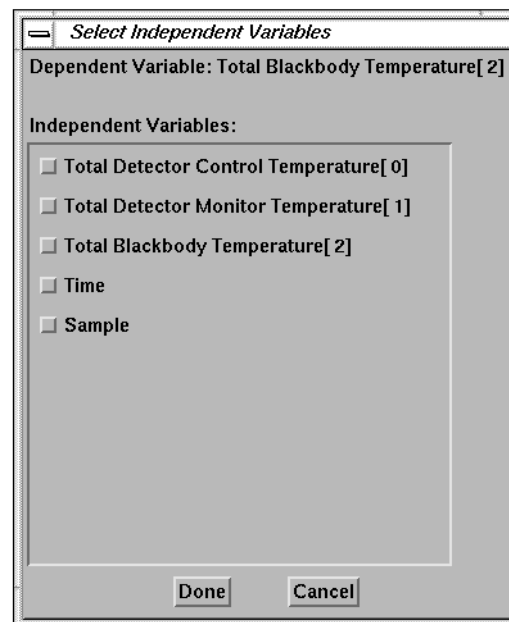 Select Independent Variables
Dependent Variable: Total Blackbody Temperature[ 2]
Independent Variables:
Total Detector Control Temperature[ 0]
Total Detector Monitor Temperature[ 1]
Total Blackbody Temperature[ 2]
Time
Sample
Done Cancel